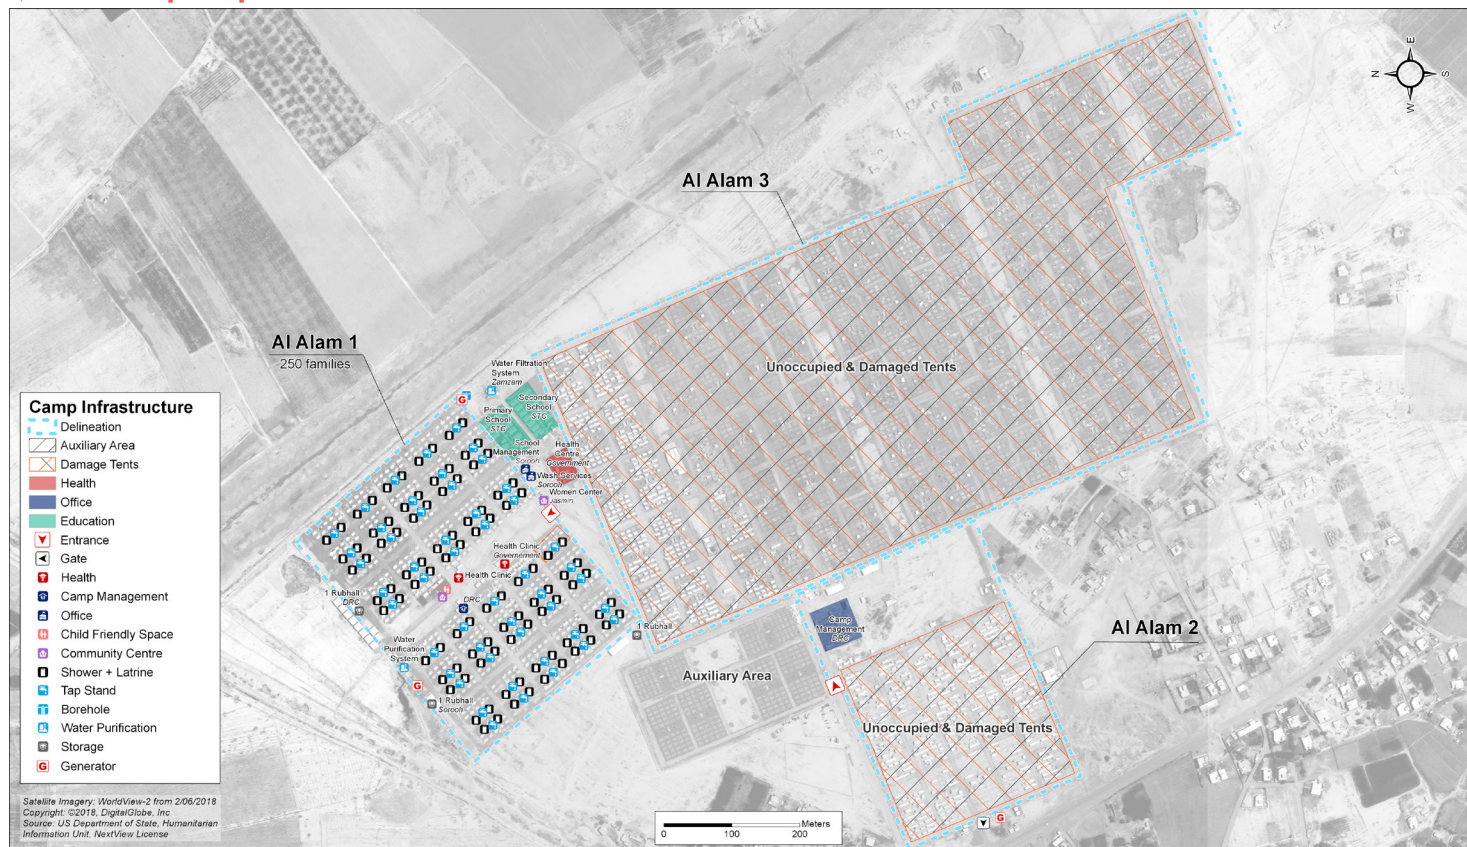 E
N
S
W
Al Alam 3
Al Alam 1
250 families
Unoccupied & Damaged Tents
Water Filtration
System
Zamzam
Secondary
School
STC
Primary
School
STC
School
Management
Sorooh
Health
Centre
Government
Wash Services
Sorooh
Women Center
Jasmin
Health Clinic
Governement
Health Clinic
DRC
1 Rubhall
DRC
Water
Purification
System
1 Rubhall
Sorooh
1 Rubhall
Camp
Management
DRC
Al Alam 2
Auxiliary Area
Unoccupied & Damaged Tents
Camp Infrastructure
Delineation
Auxiliary Area
Damage Tents
Health
Office
Education
Entrance
Gate
Health
Camp Management
Office
Child Friendly Space
Community Centre
Shower + Latrine
Tap Stand
Borehole
Water Purification
Storage
G Generator
G
G
G
Satellite Imagery: WorldView-2 from 2/06/2018
Copyright: ©2018, DigitalGlobe, Inc
Source: US Department of State, Humanitarian
Information Unit, NextView License
Meters
0 100 200